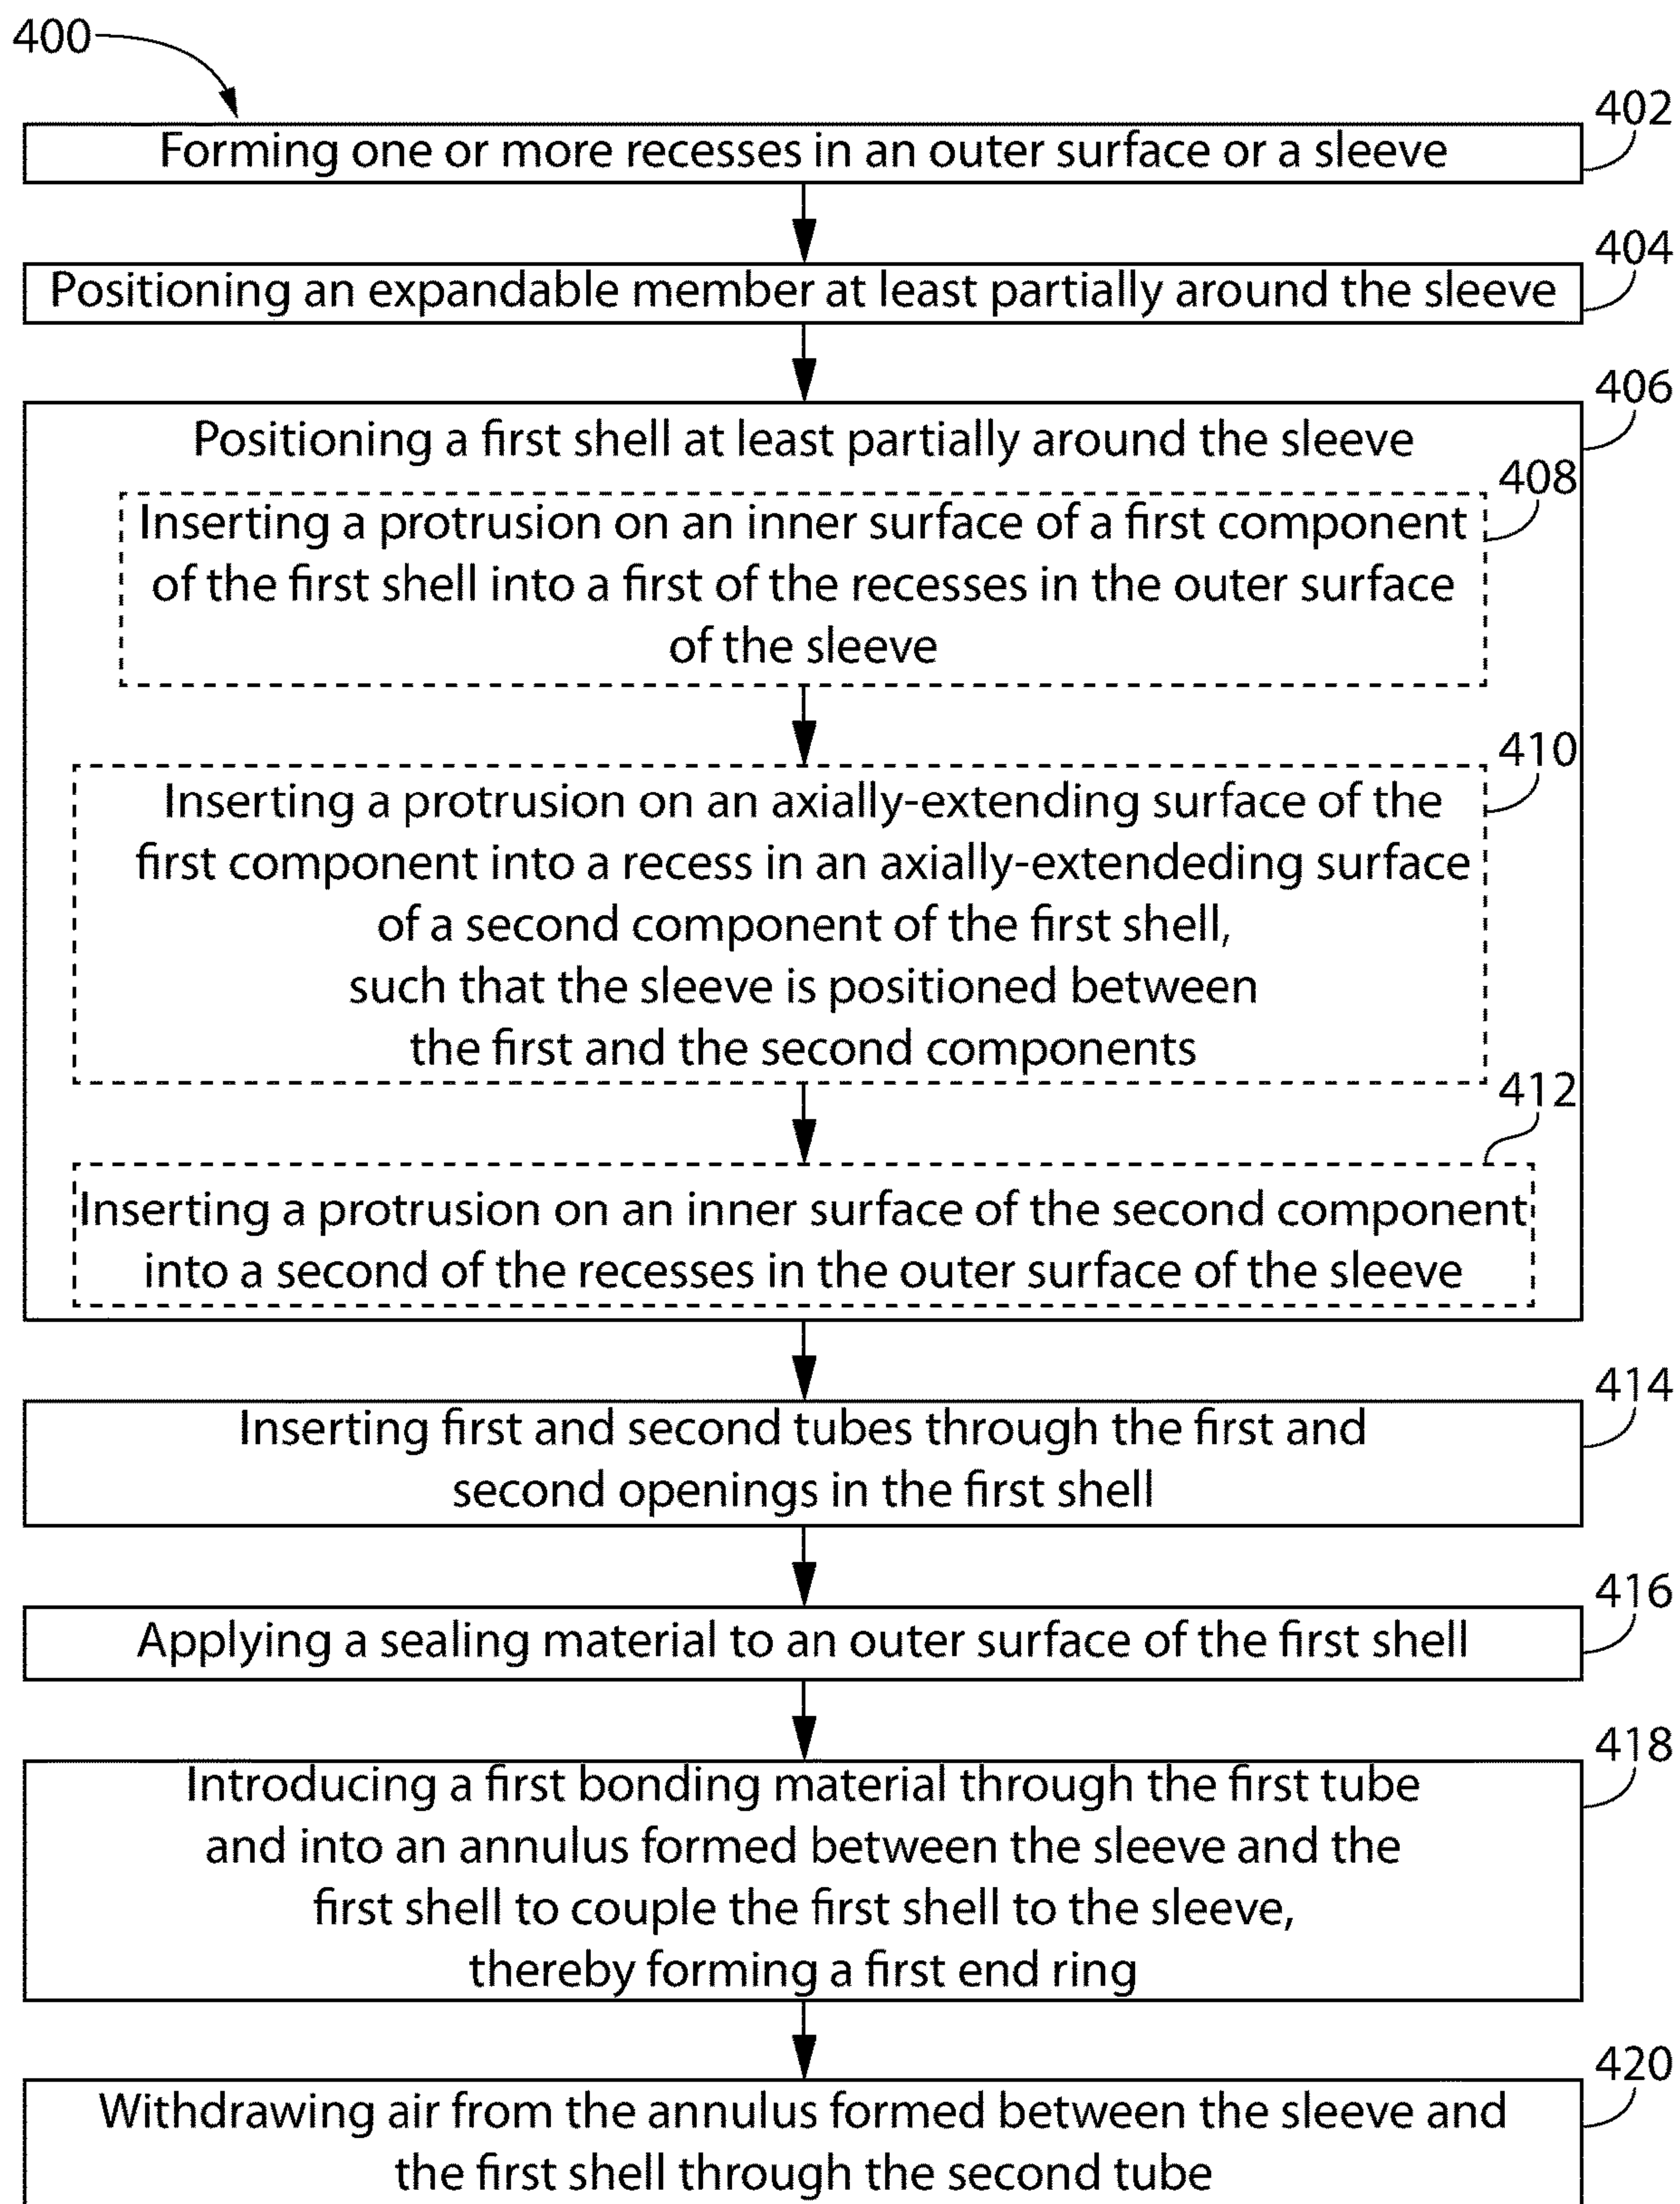 400
402
Forming one or more recesses in an outer surface or a sleeve
404
Positioning an expandable member at least partially around the sleeve
406
Positioning a first shell at least partially around the sleeve
408
Inserting a protrusion on an inner surface of a first component
of the first shell into a first of the recesses in the outer surface
of the sleeve
410
Inserting a protrusion on an axially-extending surface of the
first component into a recess in an axially-extendeding surface
of a second component of the first shell,
such that the sleeve is positioned between
the first and the second components
412
Inserting a protrusion on an inner surface of the second component
into a second of the recesses in the outer surface of the sleeve
414
Inserting first and second tubes through the first and
second openings in the first shell
416
Applying a sealing material to an outer surface of the first shell
418
Introducing a first bonding material through the first tube
and into an annulus formed between the sleeve and the
first shell to couple the first shell to the sleeve,
thereby forming a first end ring
420
Withdrawing air from the annulus formed between the sleeve and
the first shell through the second tube